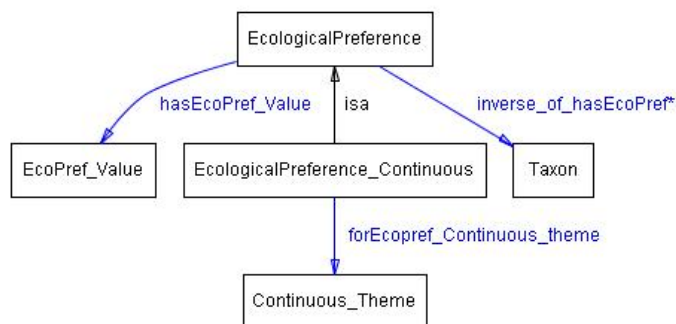 EcologicalPreference
hasEcoPref_Value
isa
inverse_of_hasEcoPref*
EcoPref_Value
EcologicalPreference_Continuous
Taxon
forEcopref_Continuous_theme
Continuous_Theme